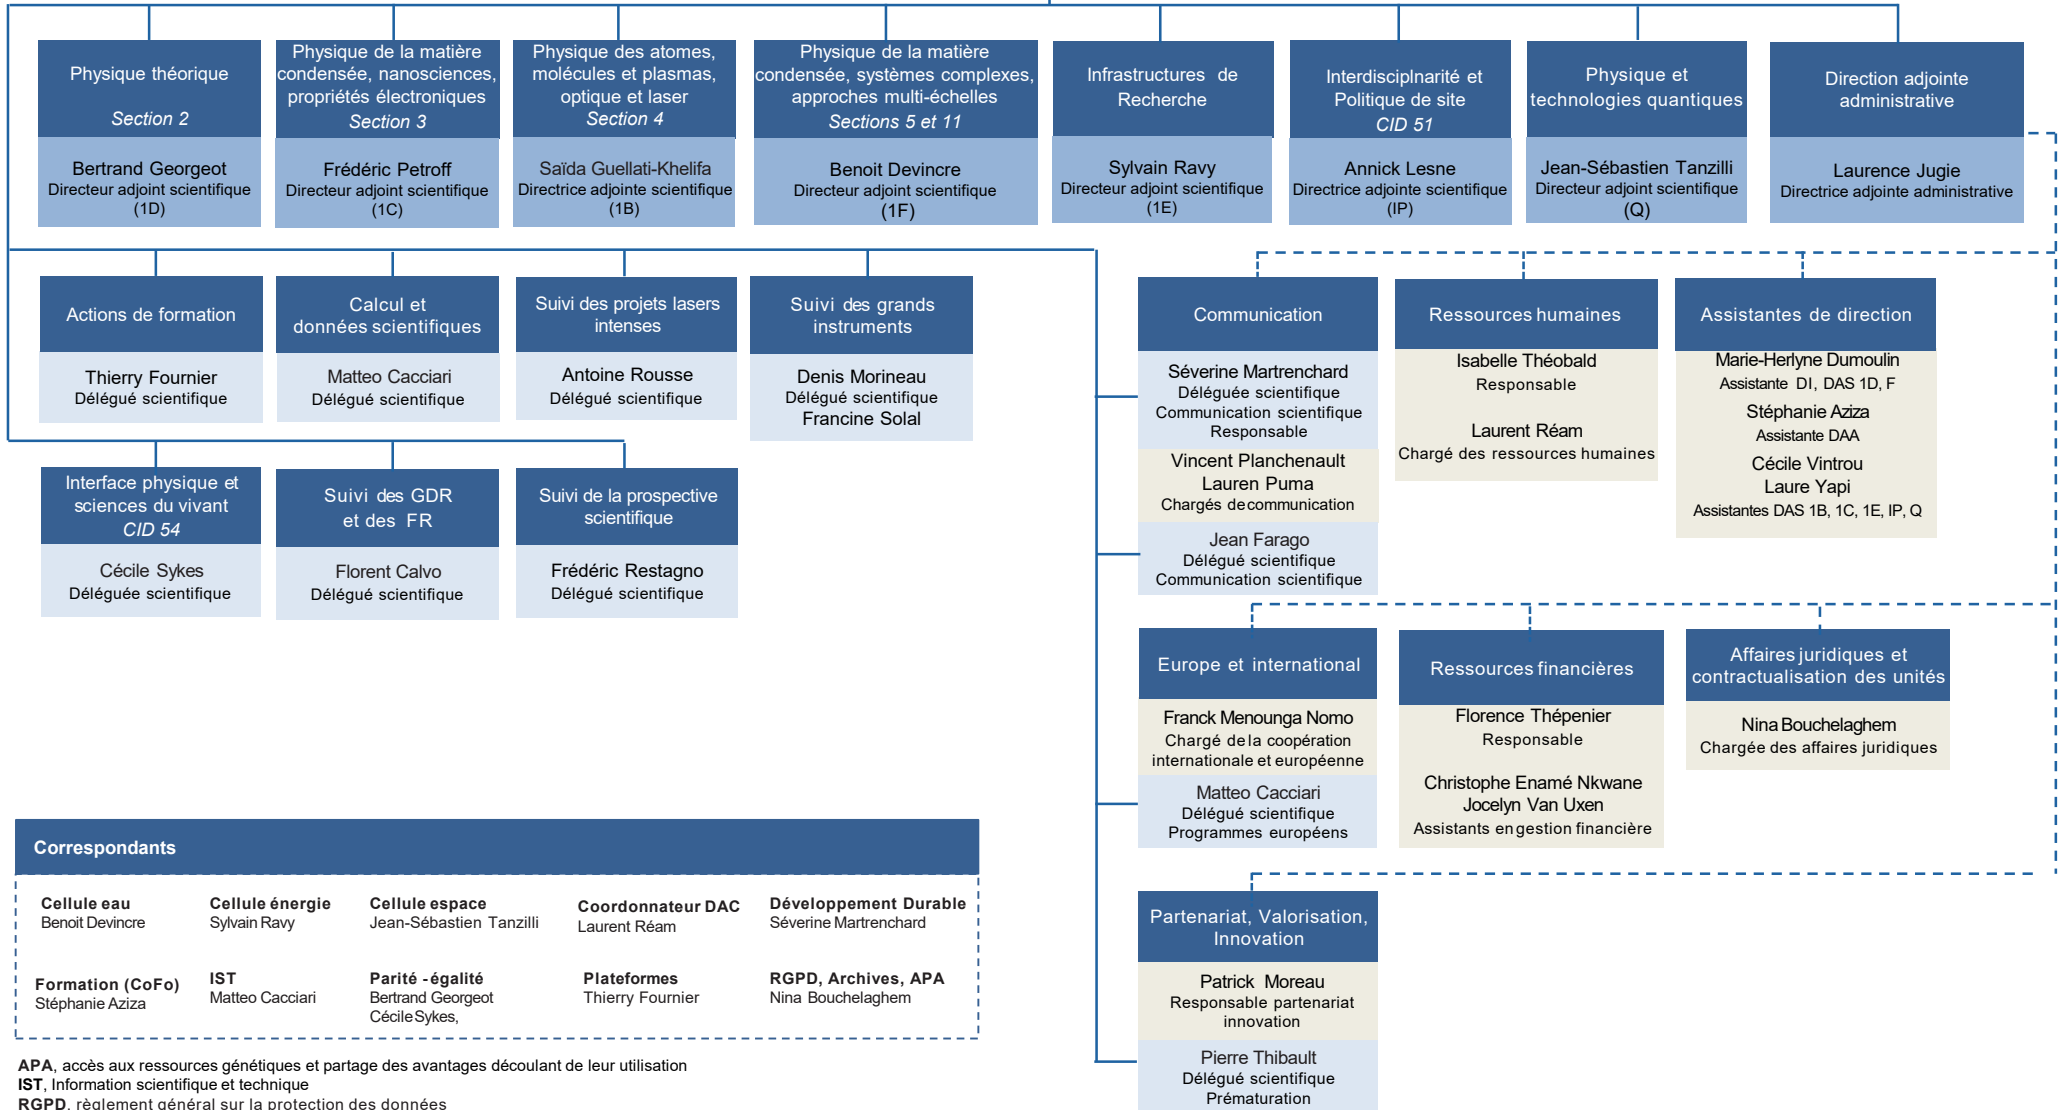 Physique théorique
Section 2
Bertrand Georgeot
Directeur adjoint scientifique
(1D)
Physique de la matière
condensée, nanosciences,
propriétés électroniques
Section 3
Frédéric Petroff
Directeur adjoint scientifique
(1C)
Physique des atomes,
molécules et plasmas,
optique et laser
Section 4
Saïda Guellati-Khelifa
Directrice adjointe scientifique
(1B)
Physique de la matière
condensée, systèmes complexes,
approches multi-échelles
Sections 5 et 11
Benoit Devincre
Directeur adjoint scientifique
(1F)
Infrastructures de
Recherche
Sylvain Ravy
Directeur adjoint scientifique
(1E)
Interdisciplnarité et
Politique de site
CID 51
Annick Lesne
Directrice adjointe scientifique
(IP)
Physique et
technologies quantiques
Jean-Sébastien Tanzilli
Directeur adjoint scientifique
(Q)
Direction adjointe
administrative
Laurence Jugie
Directrice adjointe administrative
Actions de formation
Thierry Fournier
Délégué scientifique
Calcul et
données scientifiques
Matteo Cacciari
Délégué scientifique
Suivi des projets lasers
intenses
Antoine Rousse
Délégué scientifique
Suivi des grands
instruments
Denis Morineau
Délégué scientifique
Francine Solal
Communication
Séverine Martrenchard
Déléguée scientifique
Communication scientifique
Responsable
Vincent Planchenault
Lauren Puma
Chargés de communication
Jean Farago
Délégué scientifique
Communication scientifique
Ressources humaines
Isabelle Théobald
Responsable
Laurent Réam
Chargé des ressources humaines
Assistantes de direction
Marie-Herlyne Dumoulin
Assistante DI, DAS 1D, F
Stéphanie Aziza
Assistante DAA
Cécile Vintrou
Laure Yapi
Assistantes DAS 1B, 1C, 1E, IP, Q
Interface physique et
sciences du vivant
CID 54
Cécile Sykes
Déléguée scientifique
Suivi des GDR
et des FR
Florent Calvo
Délégué scientifique
Suivi de la prospective
scientifique
Frédéric Restagno
Délégué scientifique
Europe et international
Franck Menounga Nomo
Chargé de la coopération
internationale et européenne
Matteo Cacciari
Délégué scientifique
Programmes européens
Ressources financières
Florence Thépenier
Responsable
Christophe Enamé Nkwane
Jocelyn Van Uxen
Assistants en gestion financière
Affaires juridiques et
contractualisation des unités
Nina Bouchelaghem
Chargée des affaires juridiques
Partenariat, Valorisation,
Innovation
Patrick Moreau
Responsable partenariat
innovation
Pierre Thibault
Délégué scientifique
Prématuration
Correspondants
Cellule eau
Benoit Devincre
Cellule énergie
Sylvain Ravy
Cellule espace
Jean-Sébastien Tanzilli
Coordonnateur DAC
Laurent Réam
Développement Durable
Séverine Martrenchard
Formation (CoFo)
Stéphanie Aziza
IST
Matteo Cacciari
Parité - égalité
Bertrand Georgeot
Cécile Sykes,
Plateformes
Thierry Fournier
RGPD, Archives, APA
Nina Bouchelaghem
APA, accès aux ressources génétiques et partage des avantages découlant de leur utilisation
IST, Information scientifique et technique
RGPD, règlement général sur la protection des données